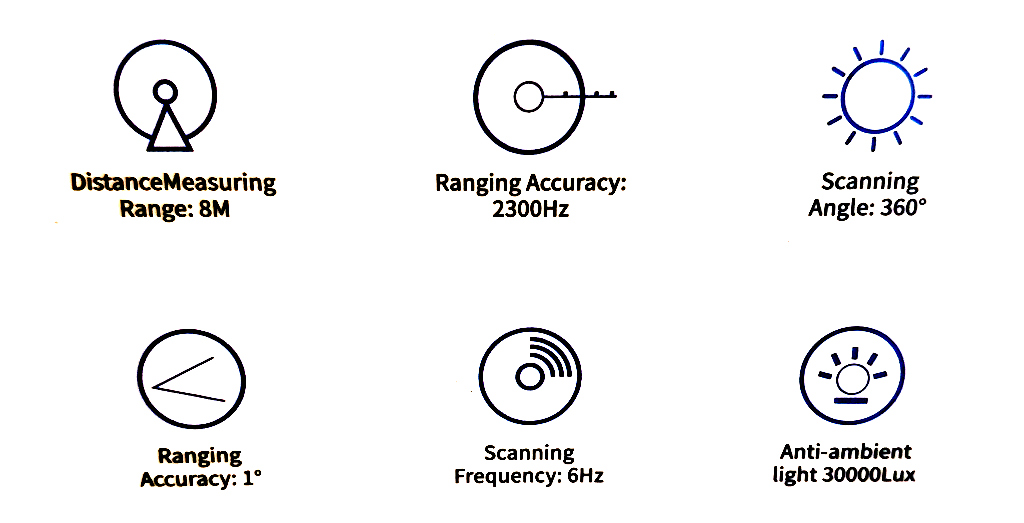 DistanceMeasuring
Range: 8M
Ranging Accuracy:
2300Hz
Scanning
Angle: 360°
Ranging
Accuracy: 1°
Scanning
Frequency: 6Hz
Anti-ambient
light 30000Lux